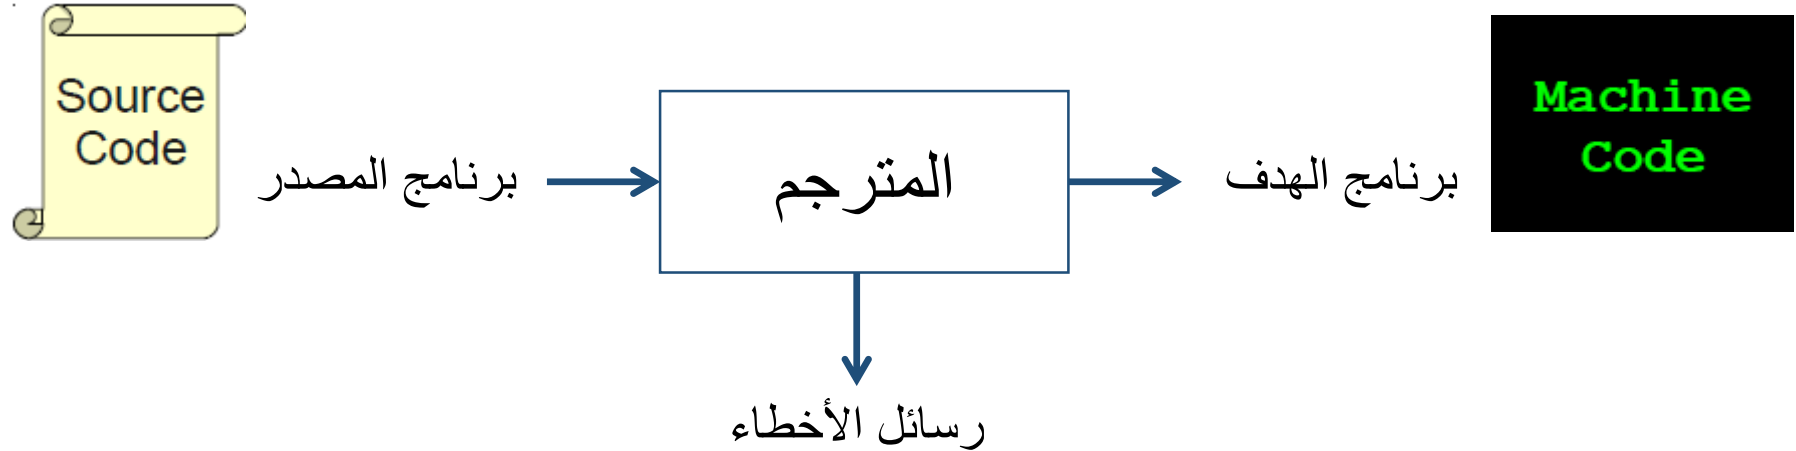 Source
Code
برنامج المصدر
المترجم
برنامج الهدف
Machine
Code
رسائل الأخطاء